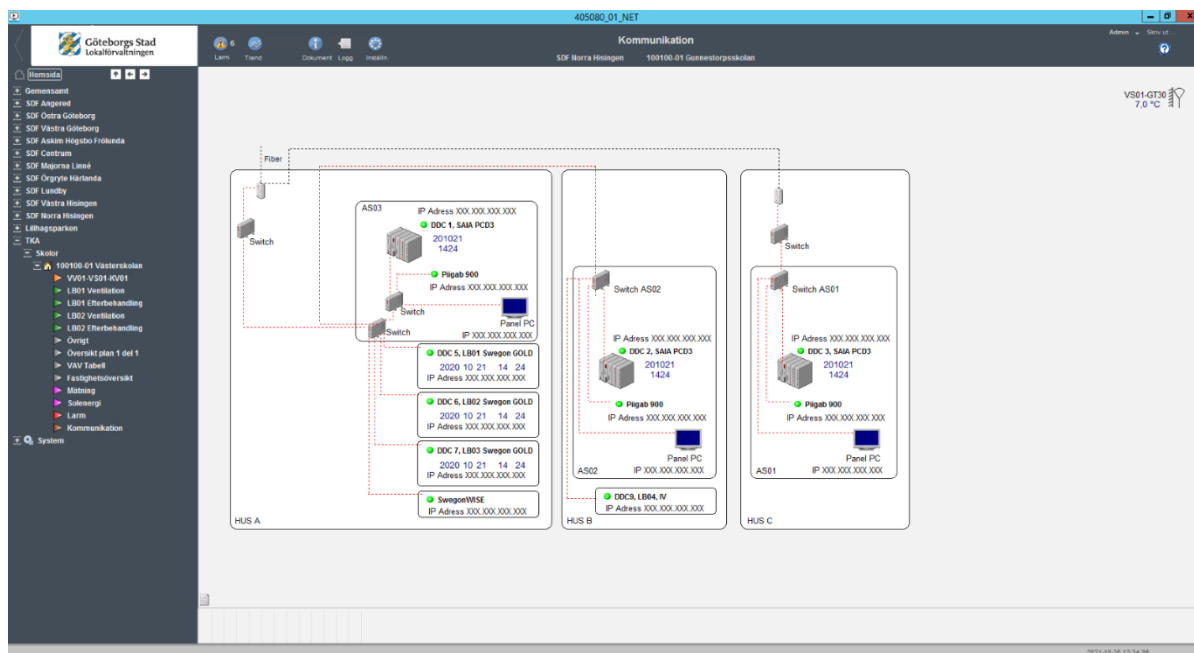 405080_01_NET
Göteborgs Stad
Lokalförvaltningen
6
Larm
Trend
Dokument
Logg
Inställn.
Kommunikation
SDF Norra Hisingen
100100-01 Gunnestorpsskolan
Admin
Skriv ut
?
Hemsida
Gemensamt
SDF Angered
SDF Östra Göteborg
SDF Västra Göteborg
SDF Askim Högsbo Frölunda
SDF Centrum
SDF Majorna Linné
SDF Örgryte Härlanda
SDF Lundby
SDF Västra Hisingen
SDF Norra Hisingen
Lillhagsparken
TKA
Skolor
100100-01 Västerskolan
VV01-VS01-KV01
LB01 Ventilation
LB01 Efterbehandling
LB02 Ventilation
LB02 Efterbehandling
Övrigt
Översikt plan 1 del 1
VAV Tabell
Fastighetsöversikt
Mätning
Solenergi
Larm
Kommunikation
System
VS01-GT30
7,0 °C
Fiber
Switch
AS03
IP Adress XXX.XXX.XXX.XXX
DDC 1, SAIA PCD3
201021
1424
Piigab 900
IP Adress XXX.XXX.XXX.XXX
Switch
Panel PC
Switch
IP XXX.XXX.XXX.XXX
DDC 5, LB01 Swegon GOLD
2020 10 21 14 24
IP Adress XXX.XXX.XXX.XXX
DDC 6, LB02 Swegon GOLD
2020 10 21 14 24
IP Adress XXX.XXX.XXX.XXX
DDC 7, LB03 Swegon GOLD
2020 10 21 14 24
IP Adress XXX.XXX.XXX.XXX
SwegonWISE
IP Adress XXX.XXX.XXX.XXX
HUS A
Switch AS02
IP Adress XXX.XXX.XXX.XXX
DDC 2, SAIA PCD3
201021
1424
Piigab 900
IP Adress XXX.XXX.XXX.XXX
Panel PC
AS02
IP XXX.XXX.XXX.XXX
DDC9, LB04, IV
IP Adress XXX.XXX.XXX.XXX
HUS B
Switch
Switch AS01
IP Adress XXX.XXX.XXX.XXX
DDC 3, SAIA PCD3
201021
1424
Piigab 900
IP Adress XXX.XXX.XXX.XXX
Panel PC
AS01
IP XXX.XXX.XXX.XXX
HUS C